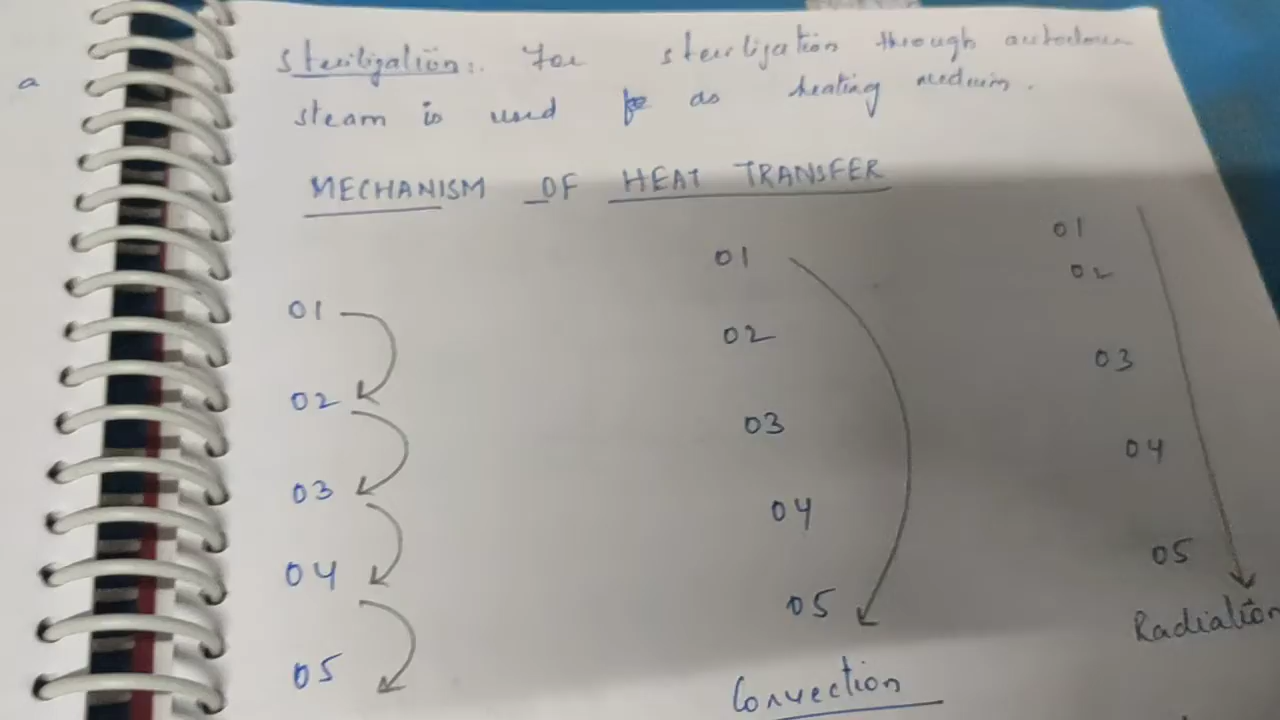 a
Sterilization:. For sterilization through autoclave
steam is used as heating medium.
MECHANISM OF HEAT TRANSFER
01
02
03
04
05
01
02
03
04
05
Convection
01
02
03
04
05
Radiation